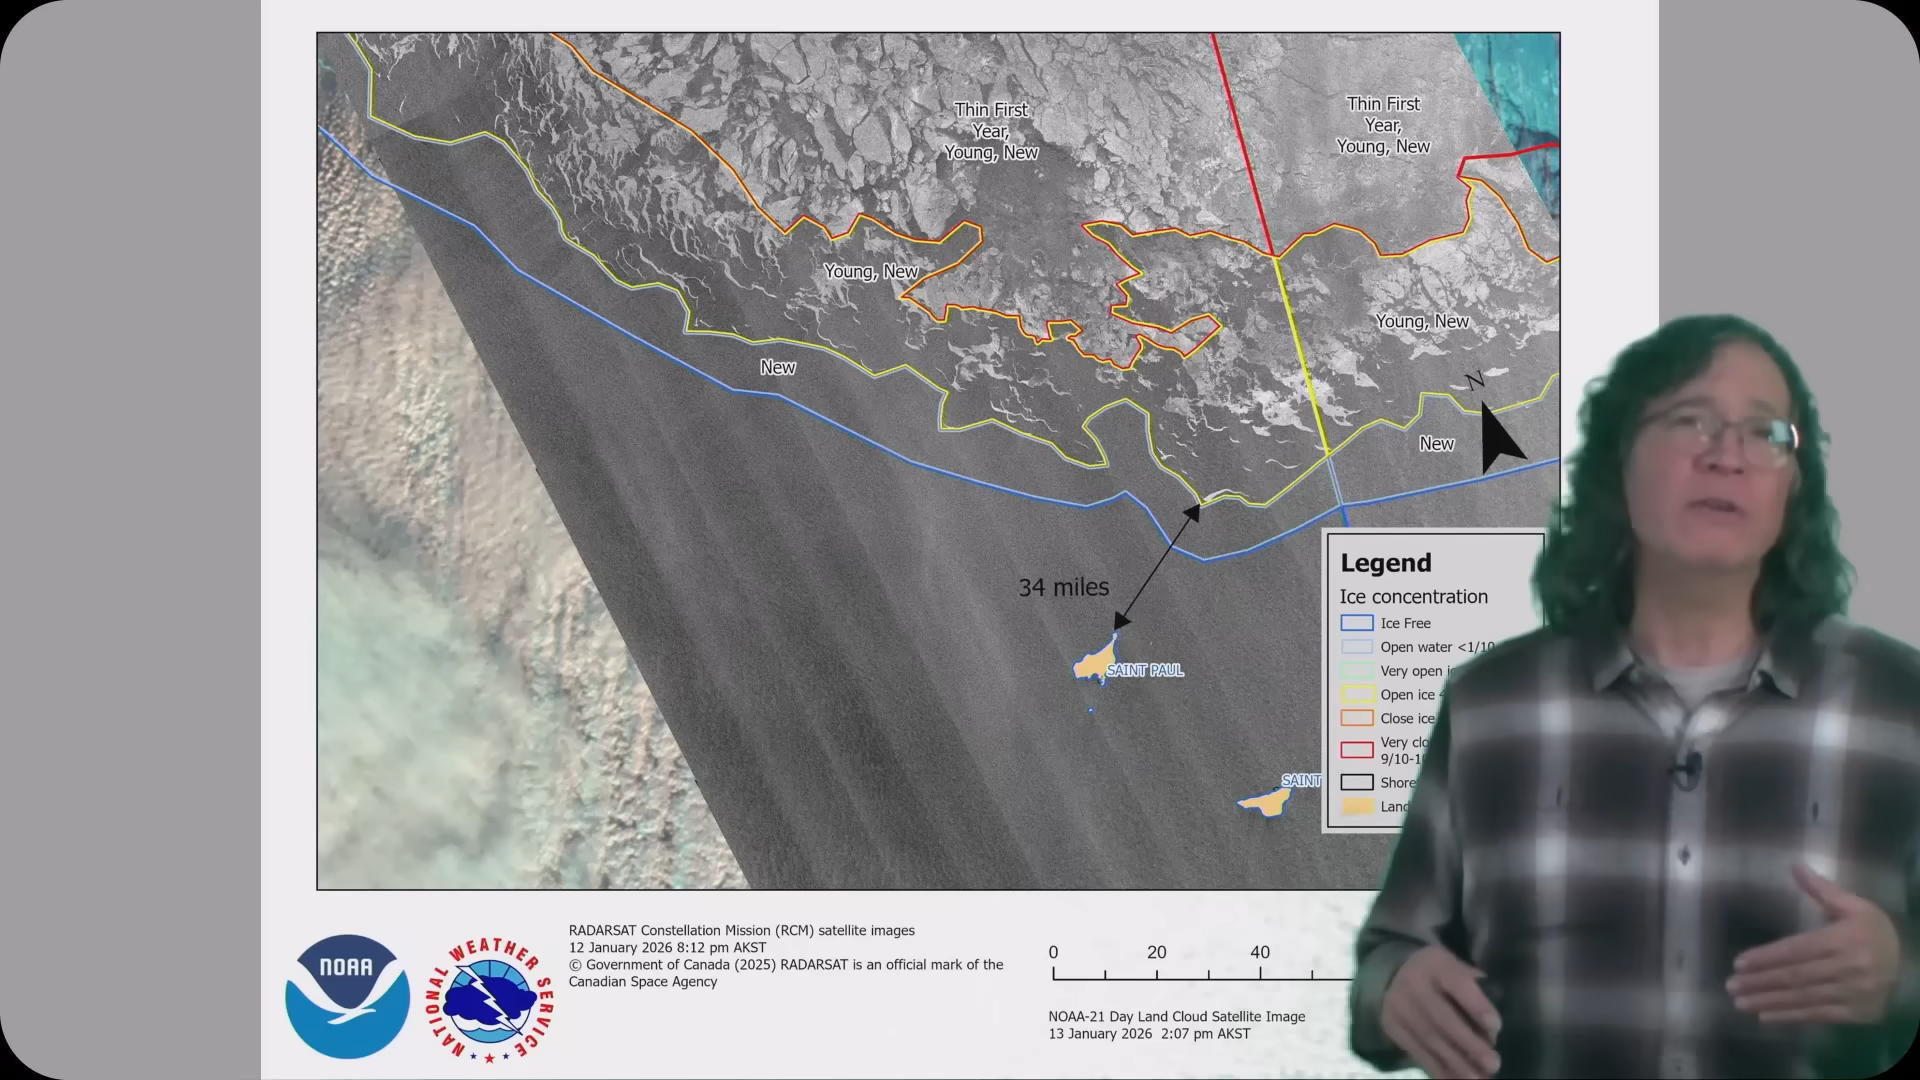 Thin First
Year,
Young, New
Thin First
Year,
Young, New
Young, New
Young, New
New
New
N
34 miles
SAINT PAUL
SAINT
Legend
Ice concentration
Ice Free
Open water <1/10
Very open
Open ice
Close ice
Very
9/10-1
Land
NOAA
NATIONAL WEATHER SERVICE
RADARSAT Constellation Mission (RCM) satellite images
12 January 2026 8:12 pm AKST
© Government of Canada (2025) RADARSAT is an official mark of the
Canadian Space Agency
0 20 40
NOAA-21 Day Land Cloud Satellite Image
13 January 2026 2:07 pm AKST